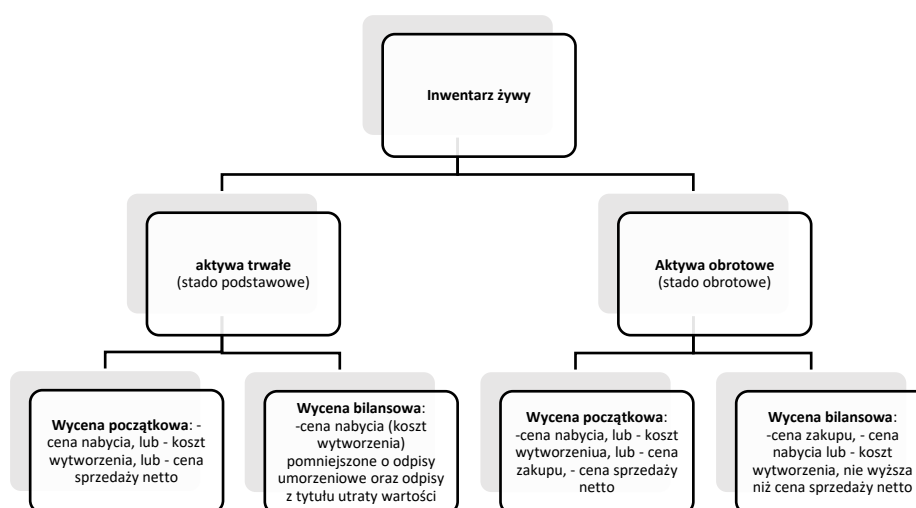 Inwentarz żywy
aktywa trwałe
(stado podstawowe)
Aktywa obrotowe
(stado obrotowe)
Wycena początkowa: -
cena nabycia, lub - koszt
wytworzenia, lub - cena
sprzedaży netto
Wycena bilansowa:
-cena nabycia (koszt
wytworzenia)
pomniejszone o odpisy
umorzeniowe oraz odpisy
z tytułu utraty wartości
Wycena początkowa:
-cena nabycia, lub - koszt
wytworzeniua, lub - cena
zakupu, - cena sprzedaży
netto
Wycena bilansowa:
-cena zakupu, - cena
nabycia lub - koszt
wytworzenia, nie wyższa
niż cena sprzedaży netto